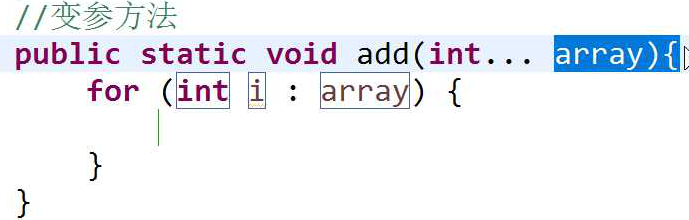 //变参方法
public static void add(int... array){
for (int i : array) {
}
}